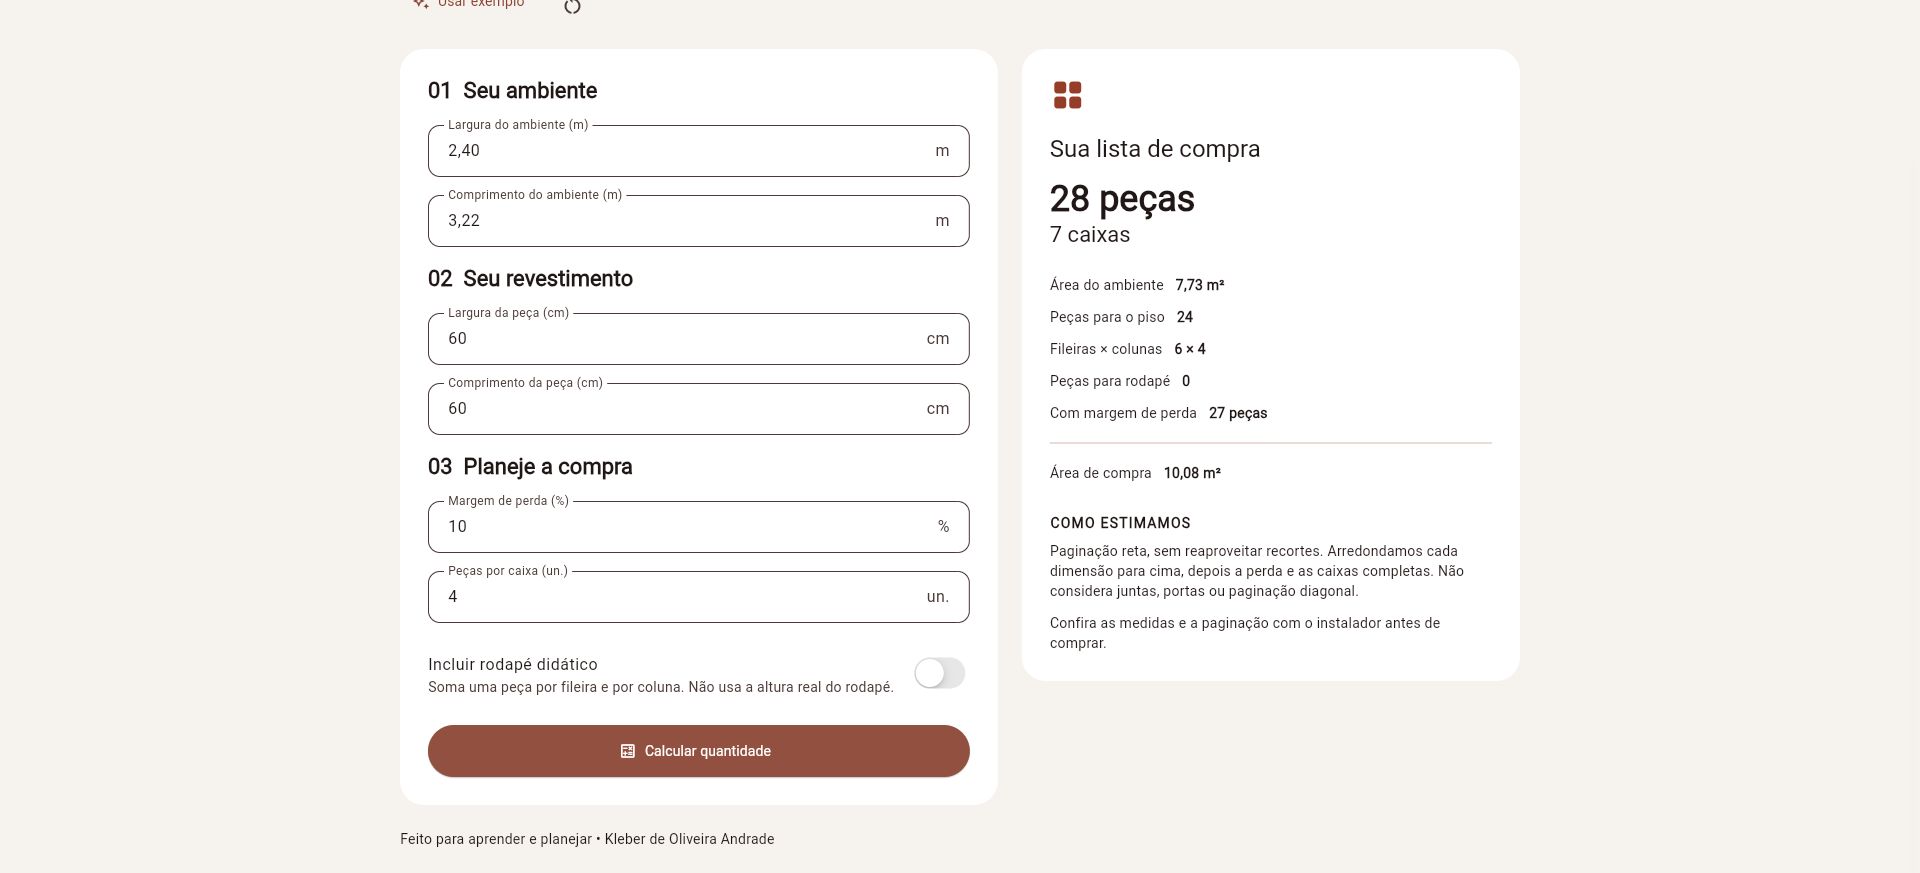 Usar exemplo
01 Seu ambiente
Largura do ambiente (m)
2,40 m
Comprimento do ambiente (m)
3,22 m
02 Seu revestimento
Largura da peça (cm)
60 cm
Comprimento da peça (cm)
60 cm
03 Planeje a compra
Margem de perda (%)
10 %
Peças por caixa (un.)
4 un.
Incluir rodapé didático
Soma uma peça por fileira e por coluna. Não usa a altura real do rodapé.
Calcular quantidade
Sua lista de compra
28 peças
7 caixas
Área do ambiente 7,73 m²
Peças para o piso 24
Fileiras × colunas 6 × 4
Peças para rodapé 0
Com margem de perda 27 peças
Área de compra 10,08 m²
COMO ESTIMAMOS
Paginação reta, sem reaproveitar recortes. Arredondamos cada
dimensão para cima, depois a perda e as caixas completas. Não
considera juntas, portas ou paginação diagonal.
Confira as medidas e a paginação com o instalador antes de
comprar.
Feito para aprender e planejar • Kleber de Oliveira Andrade